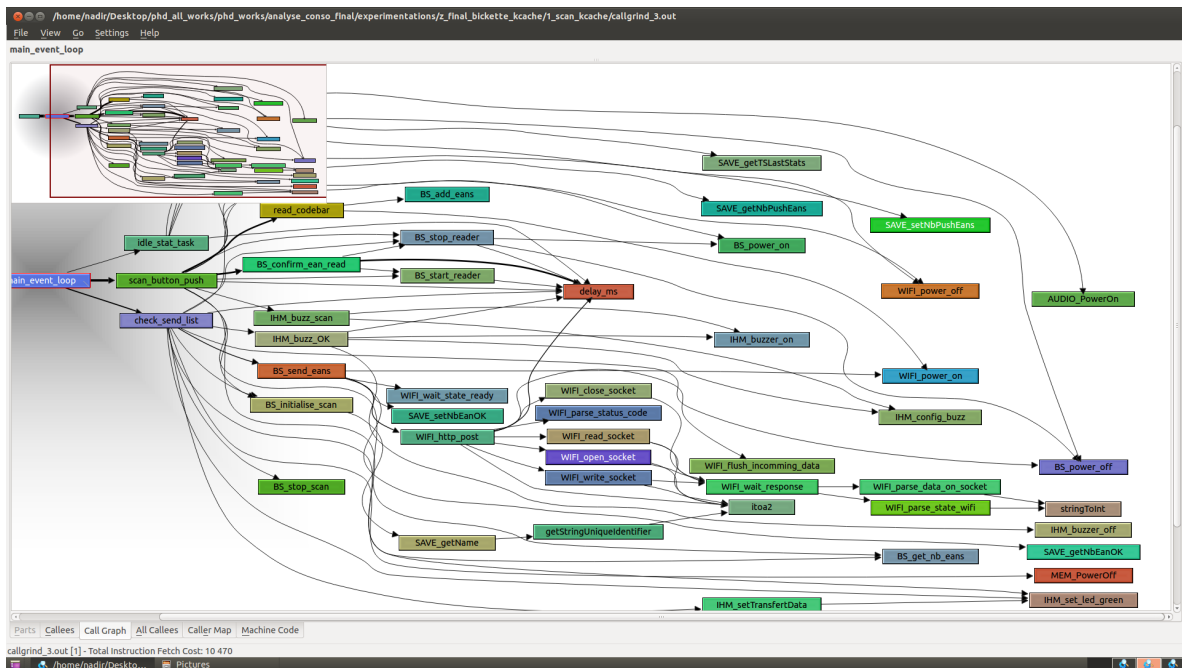 /home/nadir/Desktop/phd_all_works/phd_works/analyse_conso_final/experimentations/z_final_bickette_kcache/1_scan_kcache/callgrind_3.out
File View Go Settings Help
main_event_loop
SAVE_getTSLastStats
BS_add_eans
read_codebar
SAVE_getNbPushEans
SAVE_setNbPushEans
idle_stat_task
BS_stop_reader
BS_power_on
BS_confirm_ean_read
BS_start_reader
main_event_loop
scan_button_push
delay_ms
WIFI_power_off
AUDIO_PowerOn
check_send_list
IHM_buzz_scan
IHM_buzz_OK
IHM_buzzer_on
BS_send_eans
WIFI_power_on
WIFI_wait_state_ready
WIFI_close_socket
BS_initialise_scan
SAVE_setNbEanOK
WIFI_parse_status_code
IHM_config_buzz
WIFI_http_post
WIFI_read_socket
WIFI_open_socket
WIFI_flush_incomming_data
BS_power_off
WIFI_write_socket
BS_stop_scan
WIFI_wait_response
WIFI_parse_data_on_socket
itoa2
WIFI_parse_state_wifi
stringToInt
getStringUniqueIdentifier
IHM_buzzer_off
SAVE_getName
BS_get_nb_eans
SAVE_getNbEanOK
MEM_PowerOff
IHM_setTransfertData
IHM_set_led_green
Parts Callees Call Graph All Callees Caller Map Machine Code
callgrind_3.out [1] - Total Instruction Fetch Cost: 10 470
/home/nadir/Deskto... Pictures